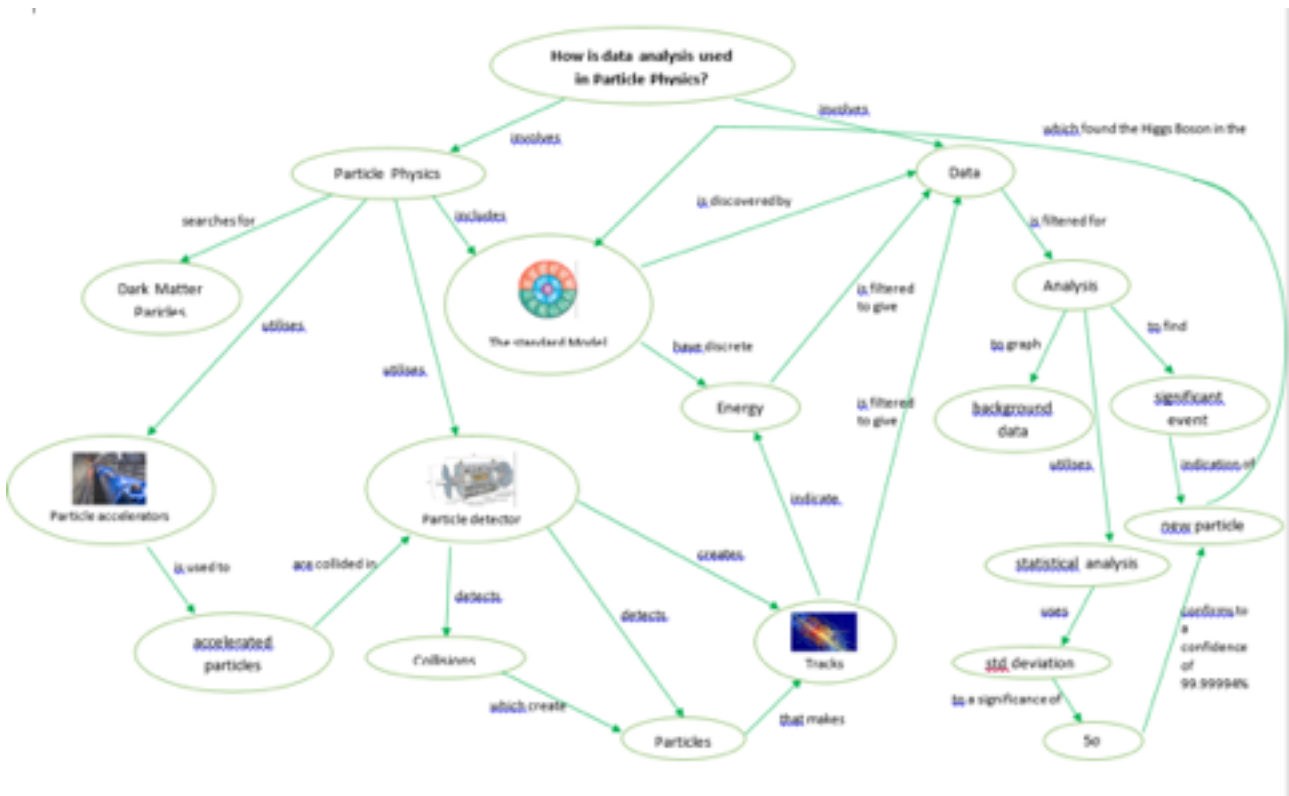 How is data analysis used
in Particle Physics?
involves
involves
which found the Higgs Boson in the
Particle Physics
Data
searches for
includes
is discovered by
is filtered for
Dark Matter
Paricles
The standard Model
Analysis
utilises
utilises
have discrete
is filtered
to give
to graph
to find
Energy
is filtered
to give
background
data
significant
event
utilises
indication of
Particle accelerators
Particle detector
indicate
new particle
is used to
are collided in
creates
statistical analysis
detects
detects
uses
confirms to
a
confidence
of
99.99994%
accelerated
particles
Collisions
Tracks
std deviation
which create
that makes
to a significance of
Particles
5σ